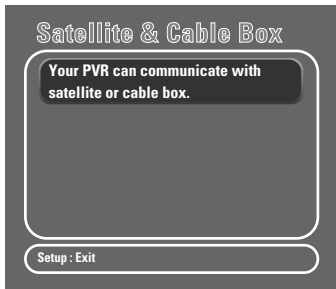 Satellite & Cable Box
Your PVR can communicate with
satellite or cable box.
Setup : Exit